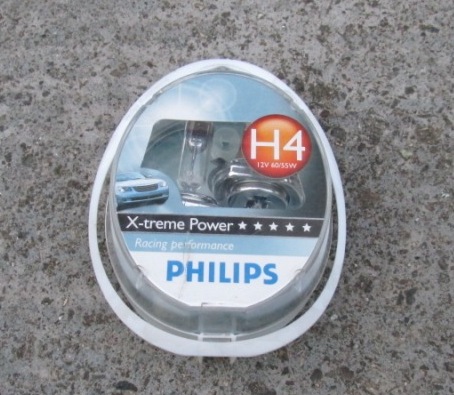 H4
12V 60/55W
X-treme Power ★★★★★
Racing performance
PHILIPS